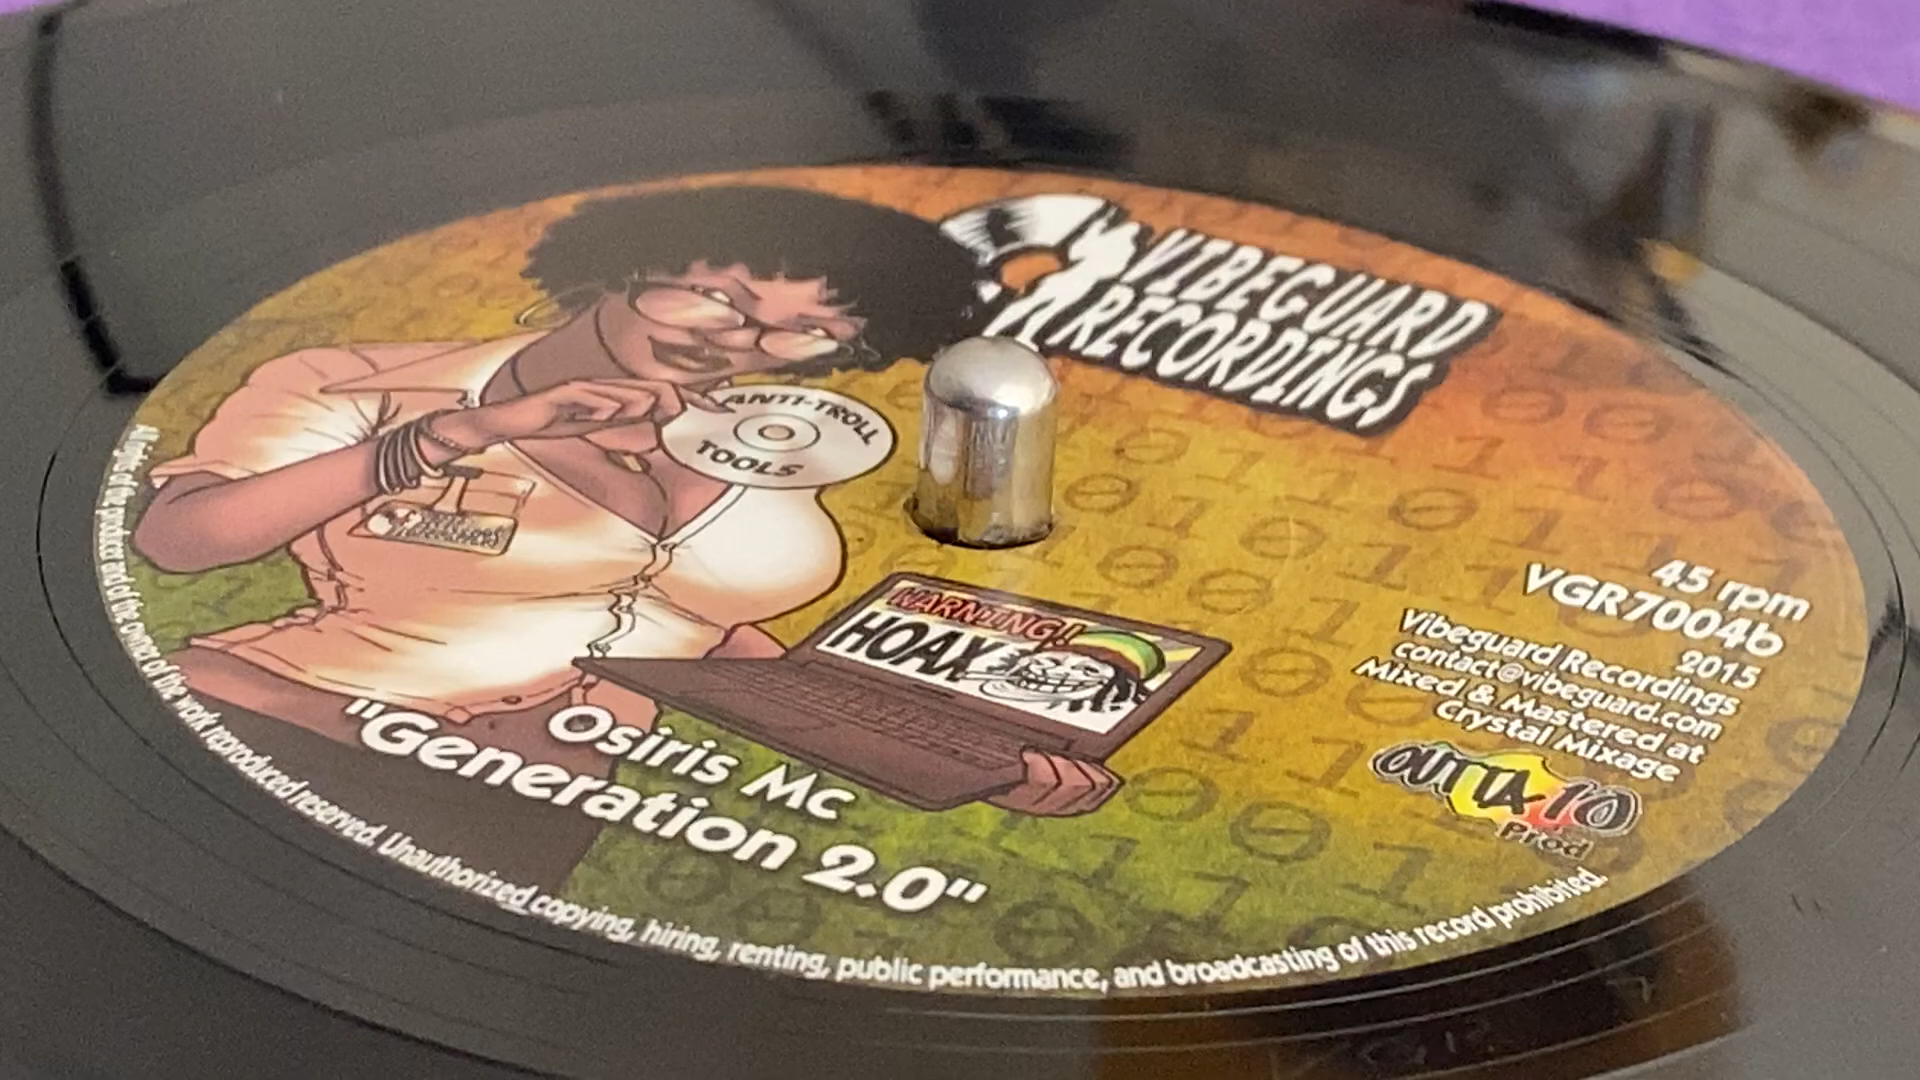 VIBEGUARD
RECORDINGS
ANTI-TROLL
TOOLS
WARNING!!
HOAX
45 rpm
VGR7004b
2015
Vibeguard Recordings
contact@vibeguard.com
Mixed & Mastered at
Crystal Mixage
OUTTA 10
Prod
Osiris Mc
"Generation 2.0"
All rights of the producer and of the owner of the work reproduced reserved. Unauthorized copying, hiring, renting, public performance, and broadcasting of this record prohibited.